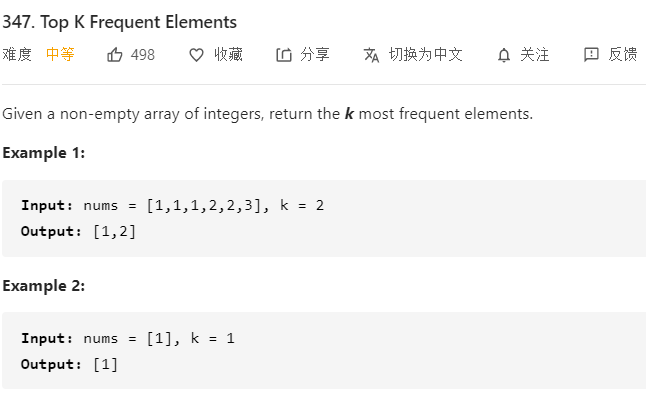 347. Top K Frequent Elements
难度 中等 498 收藏 分享 切换为中文 关注 反馈
Given a non-empty array of integers, return the k most frequent elements.
Example 1:
Input: nums = [1,1,1,2,2,3], k = 2
Output: [1,2]
Example 2:
Input: nums = [1], k = 1
Output: [1]